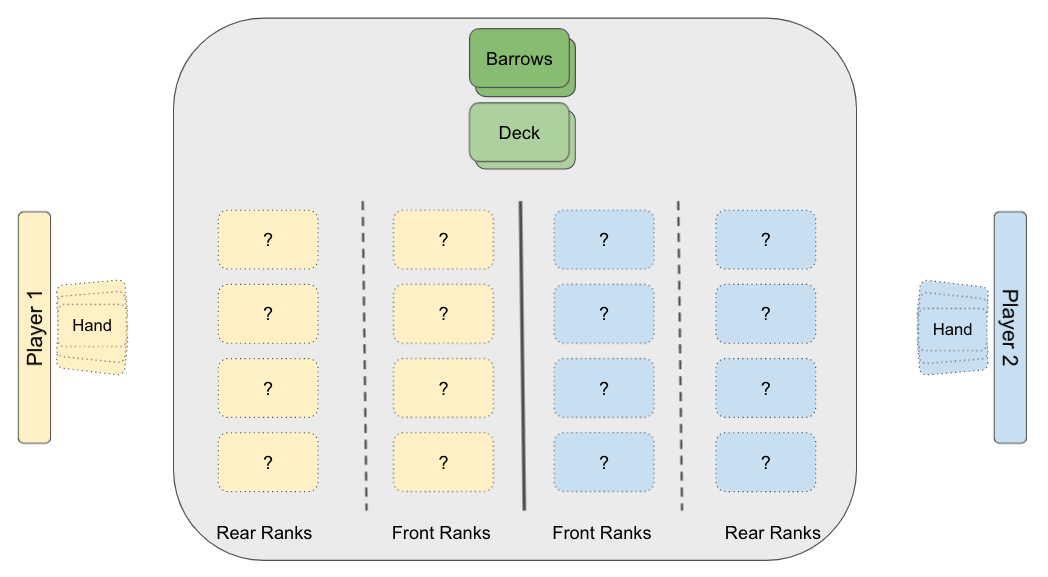 Barrows
Deck
Player 1
Hand
? ? ? ?
? ? ? ?
? ? ? ?
? ? ? ?
Hand
Player 2
Rear Ranks Front Ranks Front Ranks Rear Ranks